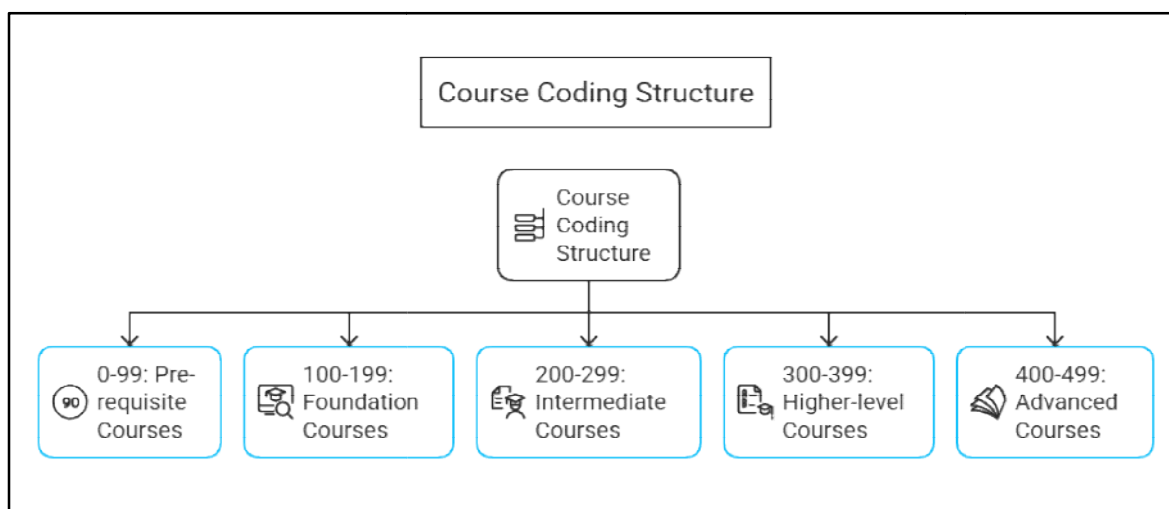 Course Coding Structure
Course
Coding
Structure
0-99: Pre-
requisite
Courses
90
100-199:
Foundation
Courses
200-299:
Intermediate
Courses
300-399:
Higher-level
Courses
400-499:
Advanced
Courses